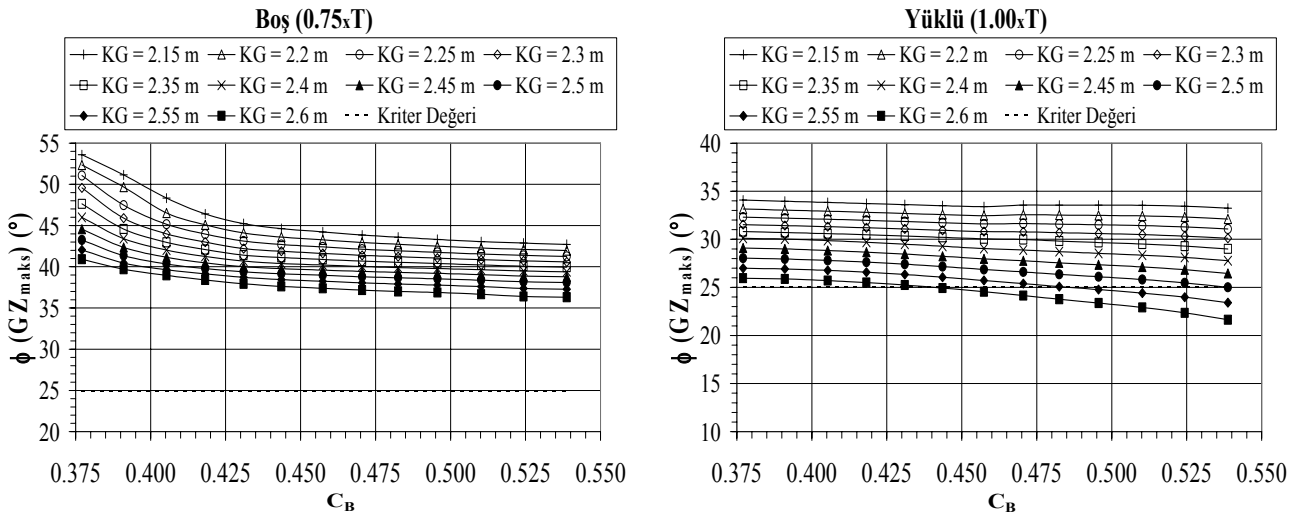 Boş (0.75xT)
KG = 2.15 m KG = 2.2 m KG = 2.25 m KG = 2.3 m
KG = 2.35 m KG = 2.4 m KG = 2.45 m KG = 2.5 m
KG = 2.55 m KG = 2.6 m Kriter Değeri
55
50
45
40
35
30
25
20
ϕ (GZmaks) (°)
0.375 0.400 0.425 0.450 0.475 0.500 0.525 0.550
CB
Yüklü (1.00xT)
KG = 2.15 m KG = 2.2 m KG = 2.25 m KG = 2.3 m
KG = 2.35 m KG = 2.4 m KG = 2.45 m KG = 2.5 m
KG = 2.55 m KG = 2.6 m Kriter Değeri
40
35
30
25
20
15
10
ϕ (GZmaks) (°)
0.375 0.400 0.425 0.450 0.475 0.500 0.525 0.550
CB